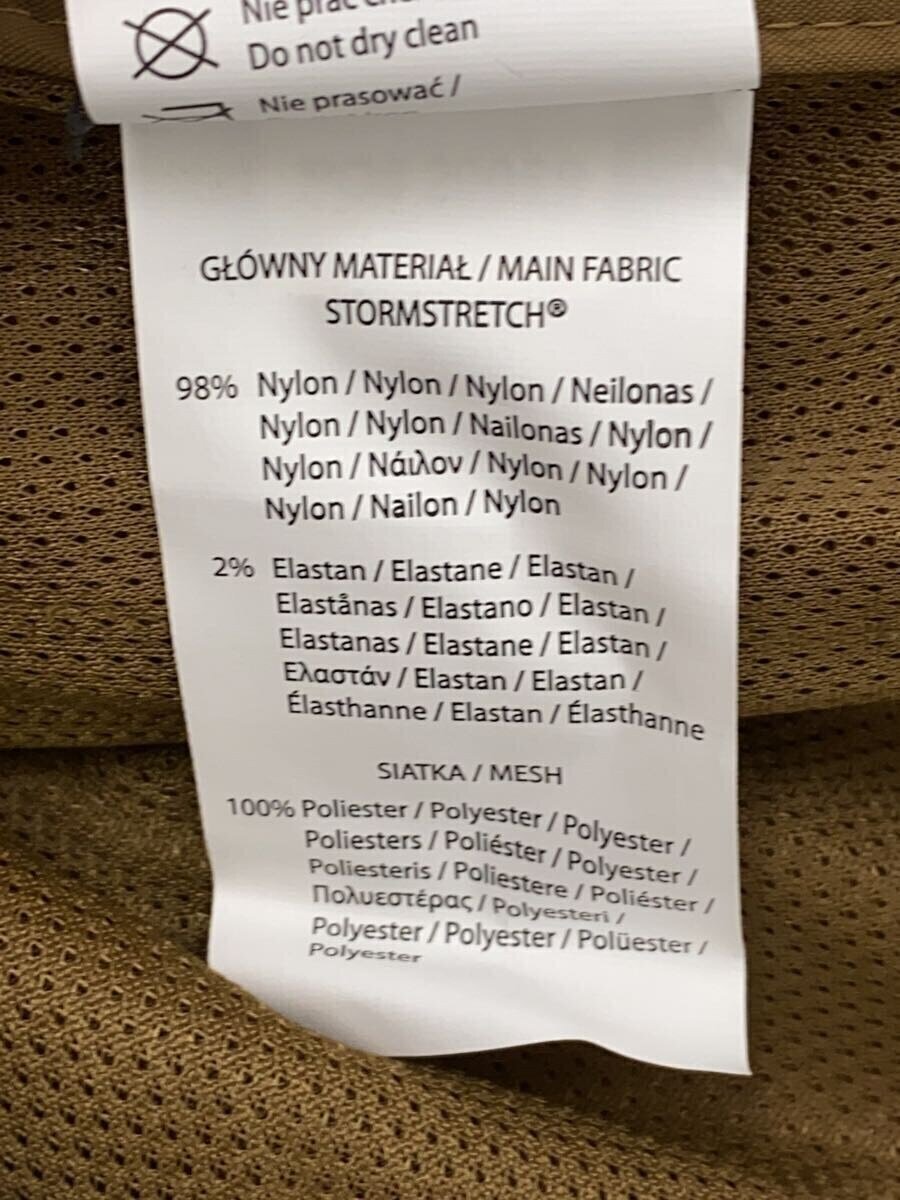 Nie
Do not dry clean
Nie prasować /
GŁÓWNY MATERIAŁ / MAIN FABRIC
STORMSTRETCH®
98% Nylon / Nylon / Nylon / Neilonas /
Nylon / Nylon / Nailonas / Nylon /
Nylon / Νάιλον / Nylon / Nylon /
Nylon / Nailon / Nylon
2% Elastan / Elastane / Elastan /
Elastånas / Elastano / Elastan /
Elastanas / Elastane / Elastan /
Ελαστάν / Elastan / Elastan /
Élasthanne / Elastan / Élasthanne
SIATKA / MESH
100% Poliester / Polyester / Polyester /
Poliesters / Poliéster / Polyester /
Poliesteris / Poliestere / Poliéster /
Πολυεστέρας / Polyesteri /
Polyester / Polyester / Polüester /
Polyester